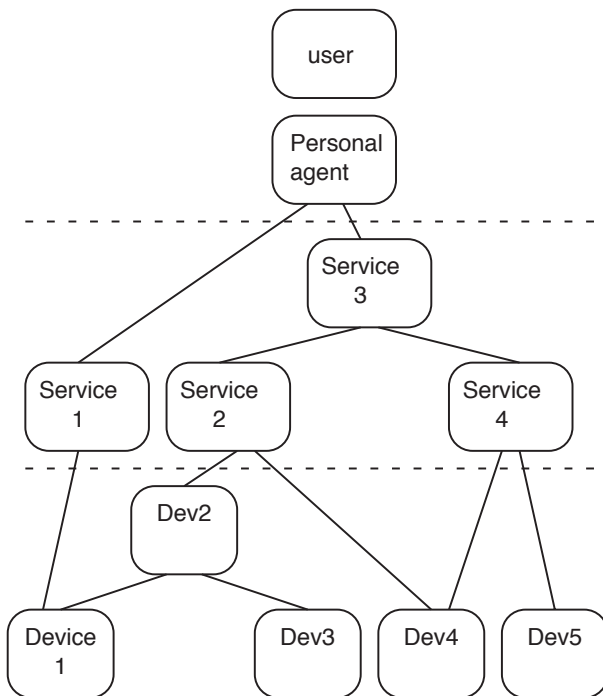 user
Personal
agent
Service
3
Service
1
Service
2
Service
4
Dev2
Device
1
Dev3
Dev4
Dev5